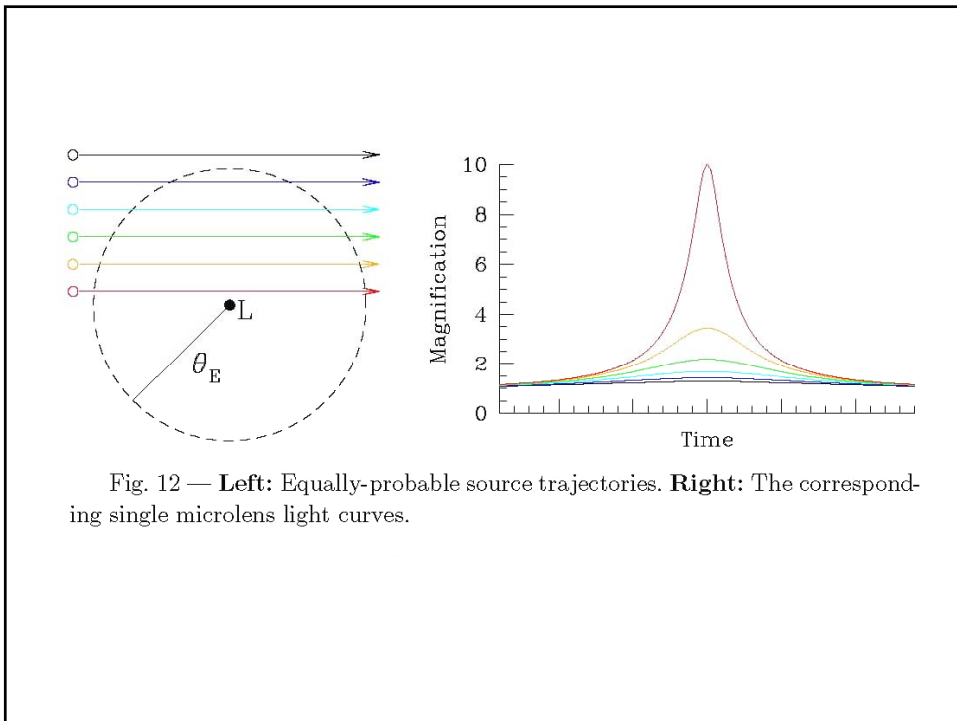 L
θE
10
8
6
4
2
0
Magnification
Time
Fig. 12 — Left: Equally-probable source trajectories. Right: The correspond-
ing single microlens light curves.